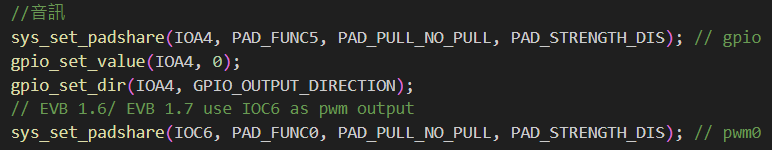 //音訊
sys_set_padshare(IOA4, PAD_FUNC5, PAD_PULL_NO_PULL, PAD_STRENGTH_DIS); // gpio
gpio_set_value(IOA4, 0);
gpio_set_dir(IOA4, GPIO_OUTPUT_DIRECTION);
// EVB 1.6/ EVB 1.7 use IOC6 as pwm output
sys_set_padshare(IOC6, PAD_FUNC0, PAD_PULL_NO_PULL, PAD_STRENGTH_DIS); // pwm0